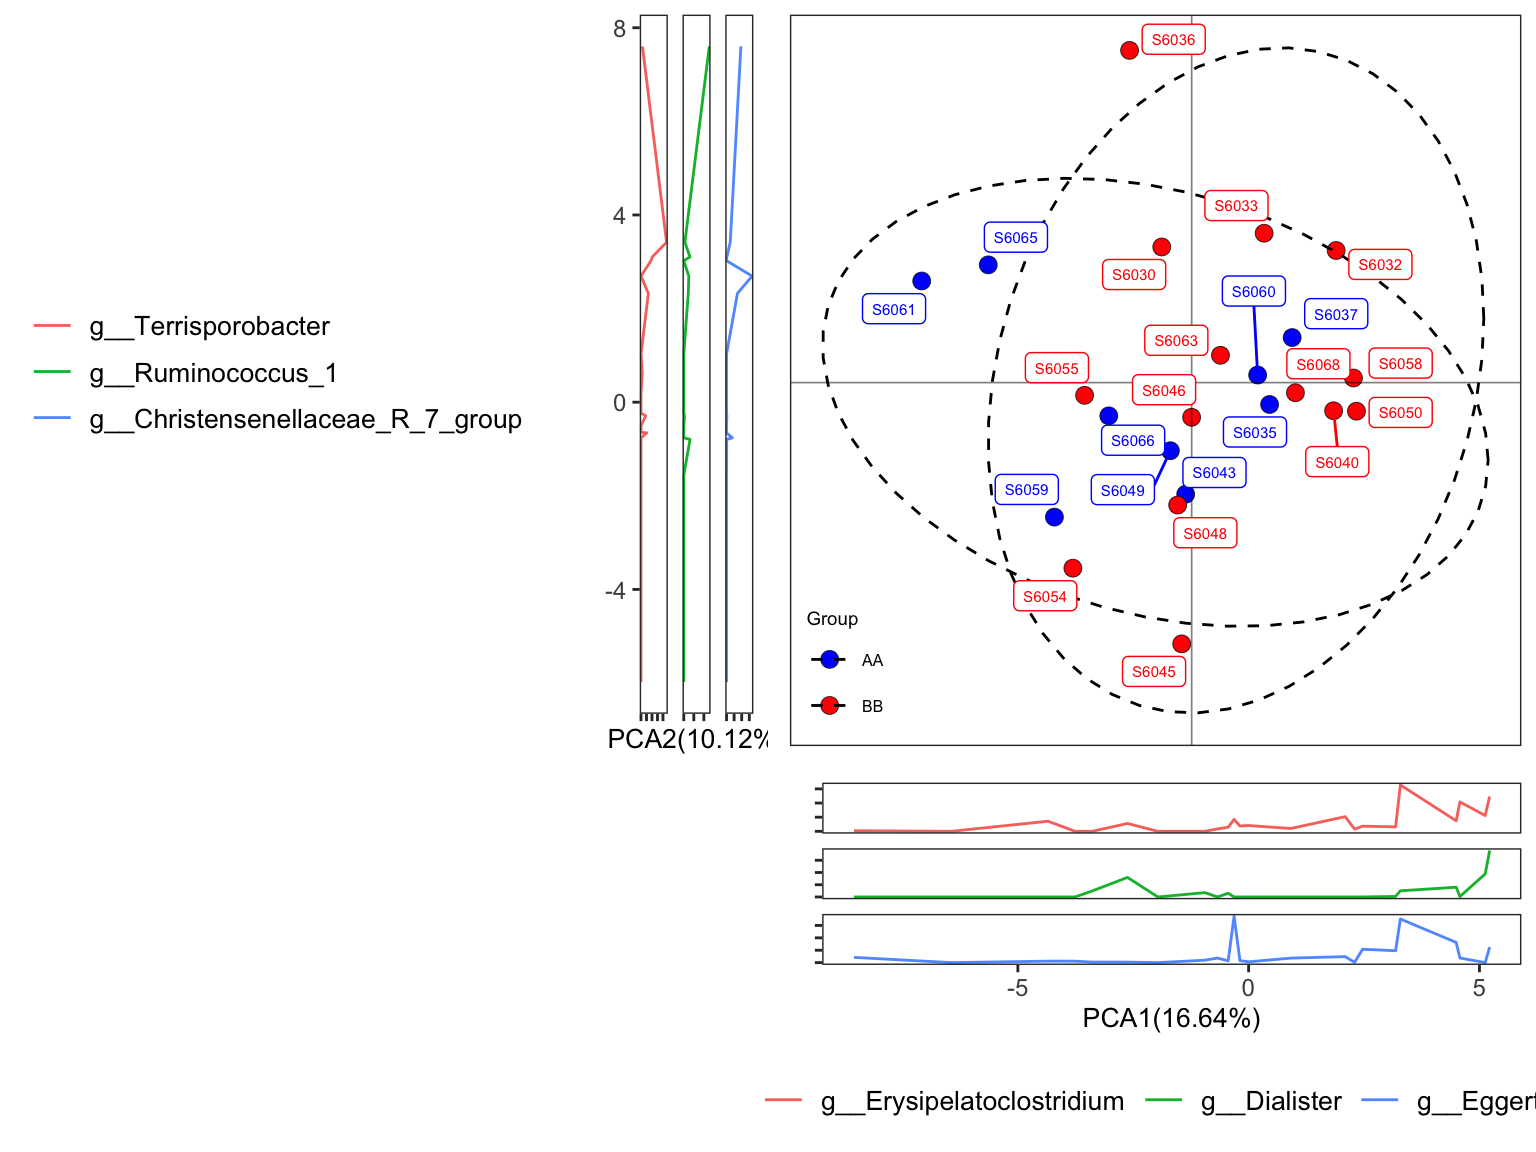 8
4
0
-4
g__Terrisporobacter
g__Ruminococcus_1
g__Christensenellaceae_R_7_group
PCA2(10.12%
S6036
S6033
S6065
S6030
S6032
S6061
S6060
S6037
S6063
S6055
S6046
S6068
S6058
S6050
S6066
S6035
S6040
S6059
S6049
S6043
S6048
S6054
S6045
Group
AA
BB
-5
0
5
PCA1(16.64%)
g__Erysipelatoclostridium
g__Dialister
g__Egger